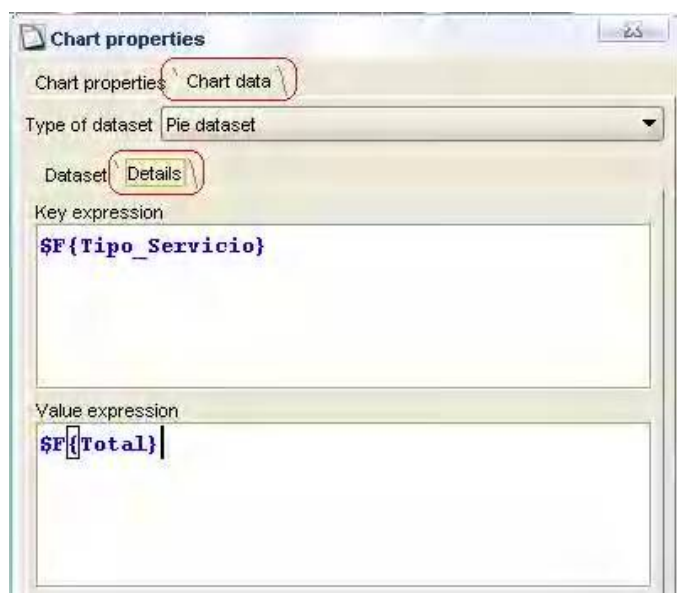 Chart properties
Chart properties Chart data
Type of dataset Pie dataset
Dataset Details
Key expression
$F{Tipo_Servicio}
Value expression
$F{Total}